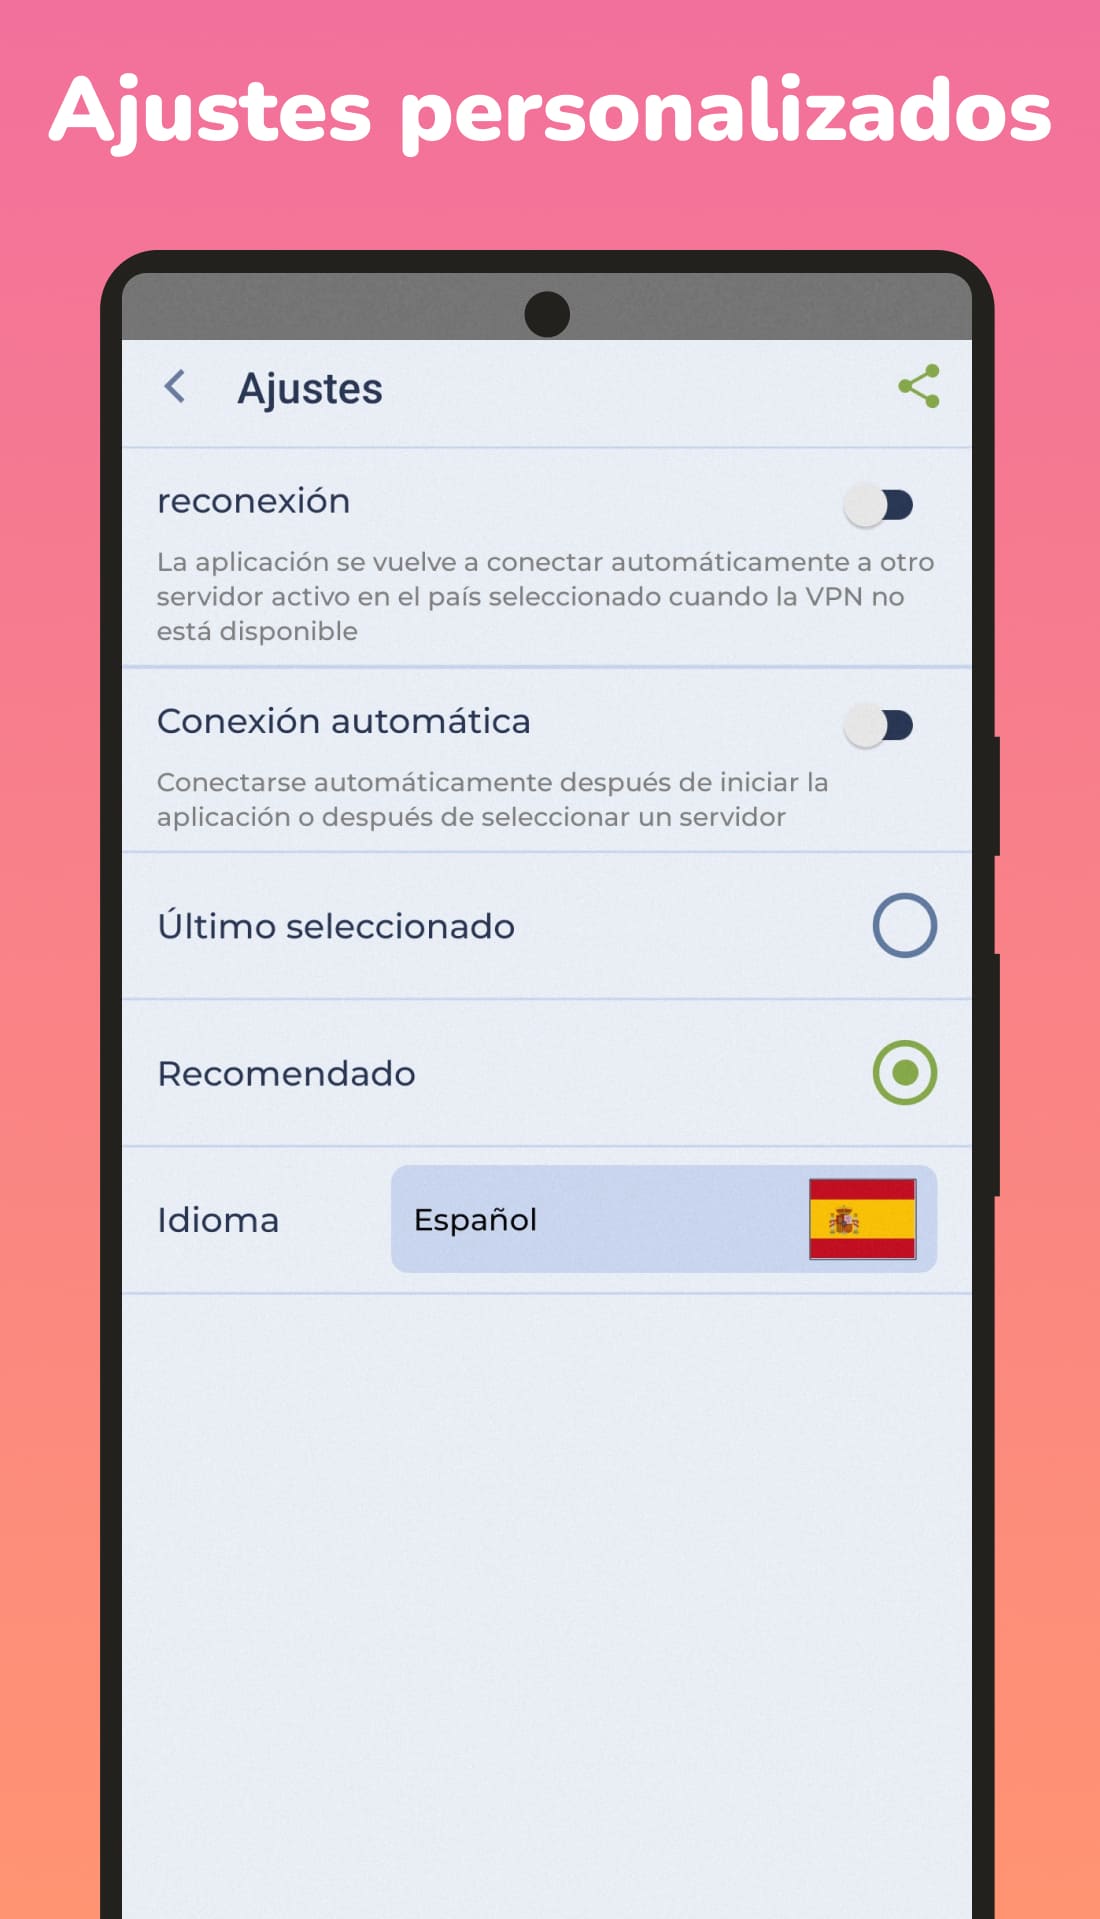 Ajustes personalizados
Ajustes
reconexión
La aplicación se vuelve a conectar automáticamente a otro
servidor activo en el país seleccionado cuando la VPN no
está disponible
Conexión automática
Conectarse automáticamente después de iniciar la
aplicación o después de seleccionar un servidor
Último seleccionado
Recomendado
Idioma
Español